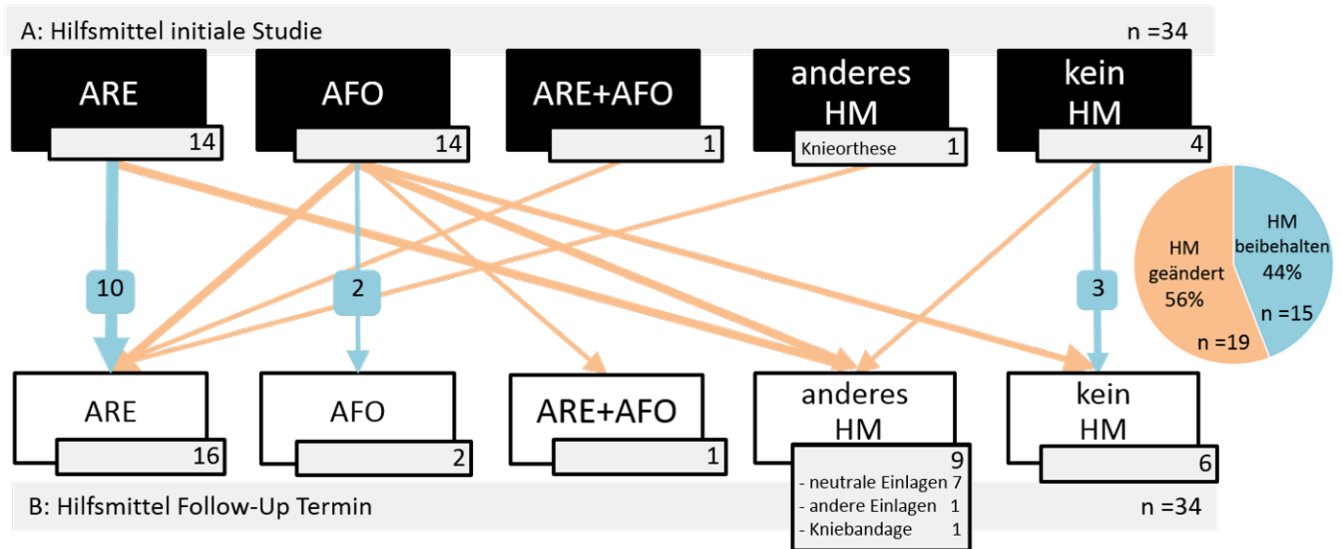 A: Hilfsmittel initiale Studie n =34
ARE
14
AFO
14
ARE+AFO
1
anderes
HM
Knieorthese 1
kein
HM
4
10
2
3
HM
geändert
56%
n =19
HM
beibehalten
44%
n =15
ARE
16
AFO
2
ARE+AFO
1
anderes
HM
9
- neutrale Einlagen 7
- andere Einlagen 1
- Kniebandage 1
kein
HM
6
B: Hilfsmittel Follow-Up Termin n =34